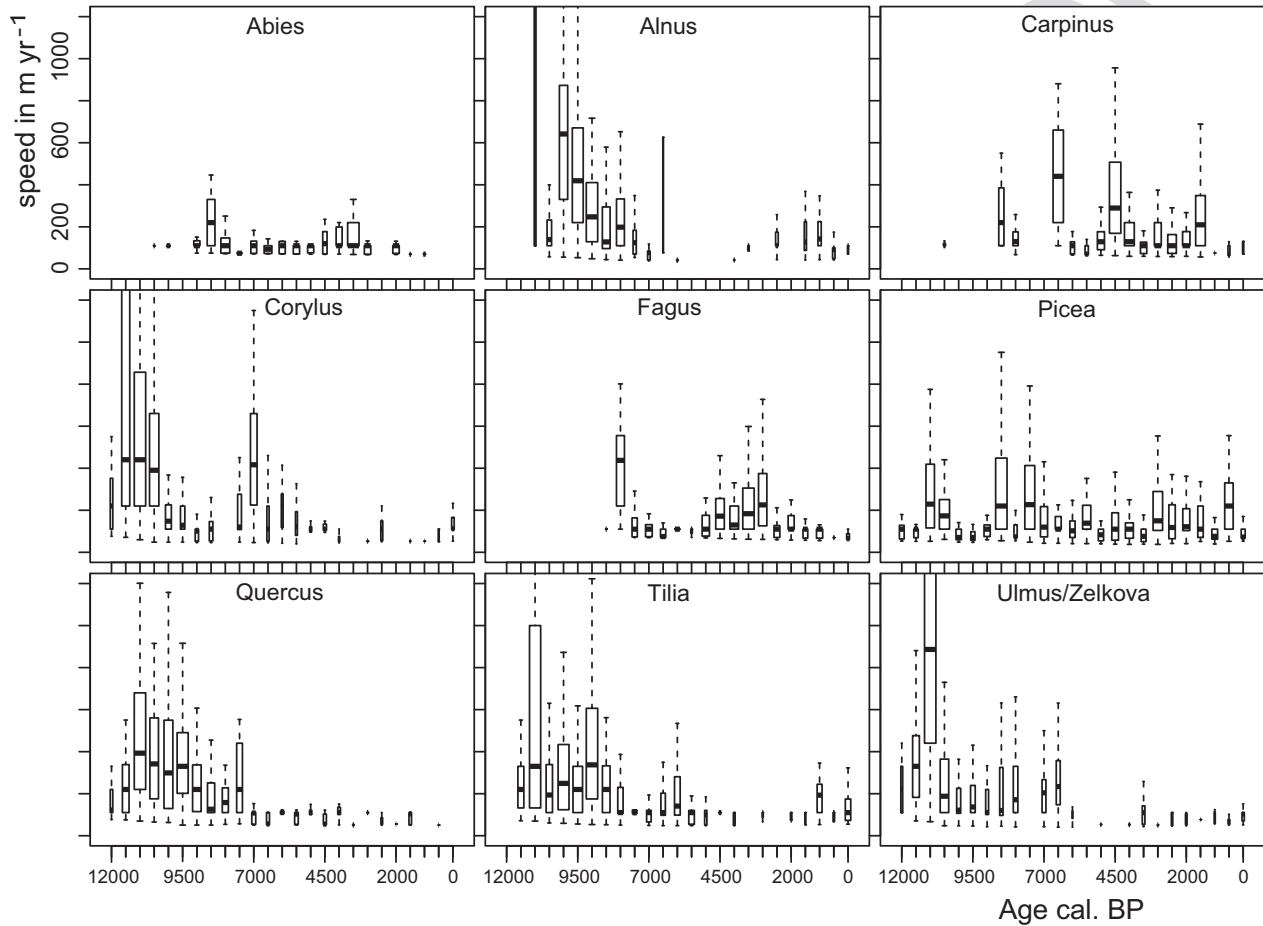 Abies
Alnus
Carpinus
speed in m yr⁻¹
0 200 600 1000
Corylus
Fagus
Picea
Quercus
Tilia
Ulmus/Zelkova
12000 9500 7000 4500 2000 0
12000 9500 7000 4500 2000 0
12000 9500 7000 4500 2000 0
Age cal. BP